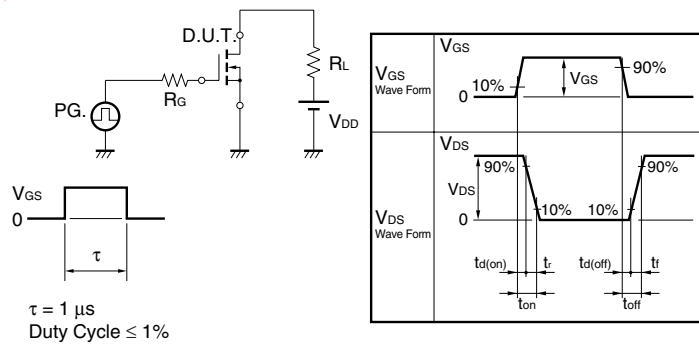 D.U.T.
RL
RG
PG.
VDD
VGS
0
τ
τ = 1 μs
Duty Cycle ≤ 1%
VGS
Wave Form
VGS
90%
VGS
10%
0
VDS
Wave Form
VDS
90%
90%
VDS
10%
10%
0
td(on)
tr
td(off)
tf
ton
toff